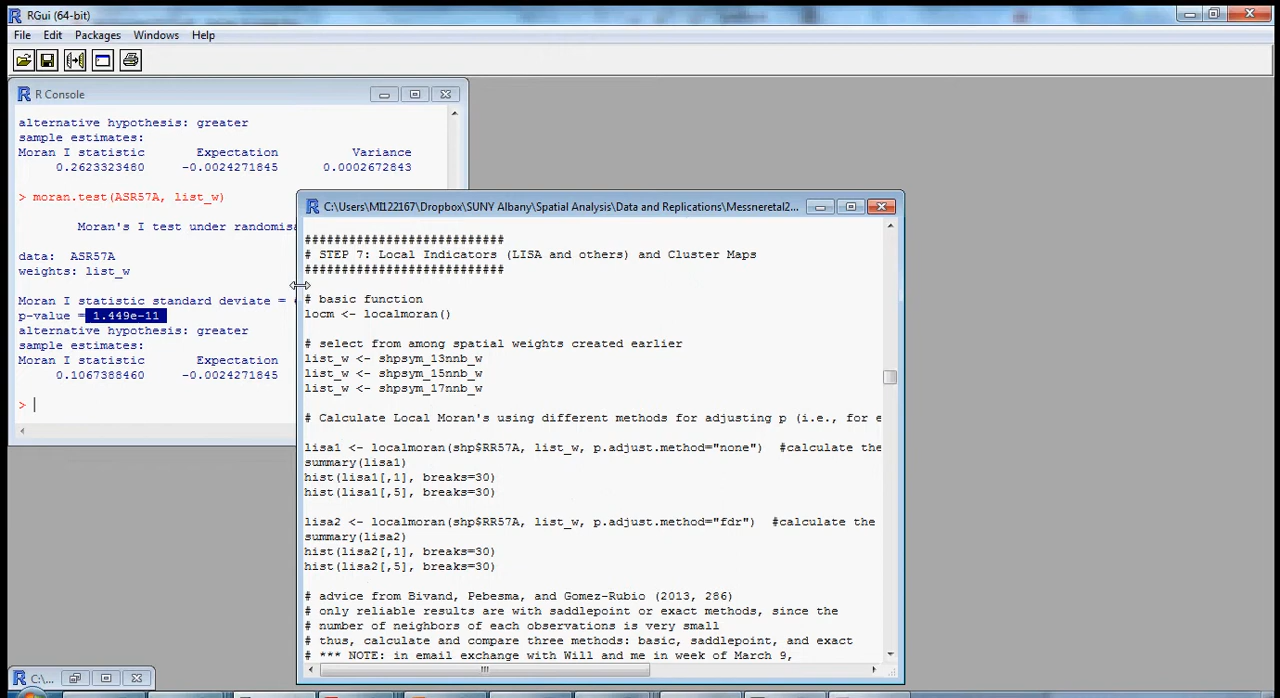 RGui (64-bit)
File Edit Packages Windows Help
R Console
alternative hypothesis: greater
sample estimates:
Moran I statistic Expectation Variance
0.2623323480 -0.0024271845 0.0002672843
> moran.test(ASR57A, list_w)
Moran's I test under randomisa
data: ASR57A
weights: list_w
Moran I statistic standard deviate =
p-value = 1.449e-11
alternative hypothesis: greater
sample estimates:
Moran I statistic Expectation
0.1067388460 -0.0024271845
>
C:\Users\MI122167\Dropbox\SUNY Albany\Spatial Analysis\Data and Replications\Messneretal2...
###########################
# STEP 7: Local Indicators (LISA and others) and Cluster Maps
###########################
# basic function
locm <- localmoran()
# select from among spatial weights created earlier
list_w <- shpsym_13nnb_w
list_w <- shpsym_15nnb_w
list_w <- shpsym_17nnb_w
# Calculate Local Moran's using different methods for adjusting p (i.e., for e
lisa1 <- localmoran(shp$RR57A, list_w, p.adjust.method="none") #calculate the
summary(lisa1)
hist(lisa1[,1], breaks=30)
hist(lisa1[,5], breaks=30)
lisa2 <- localmoran(shp$RR57A, list_w, p.adjust.method="fdr") #calculate the
summary(lisa2)
hist(lisa2[,1], breaks=30)
hist(lisa2[,5], breaks=30)
# advice from Bivand, Pebesma, and Gomez-Rubio (2013, 286)
# only reliable results are with saddlepoint or exact methods, since the
# number of neighbors of each observations is very small
# thus, calculate and compare three methods: basic, saddlepoint, and exact
# *** NOTE: in email exchange with Will and me in week of March 9,
C:\...